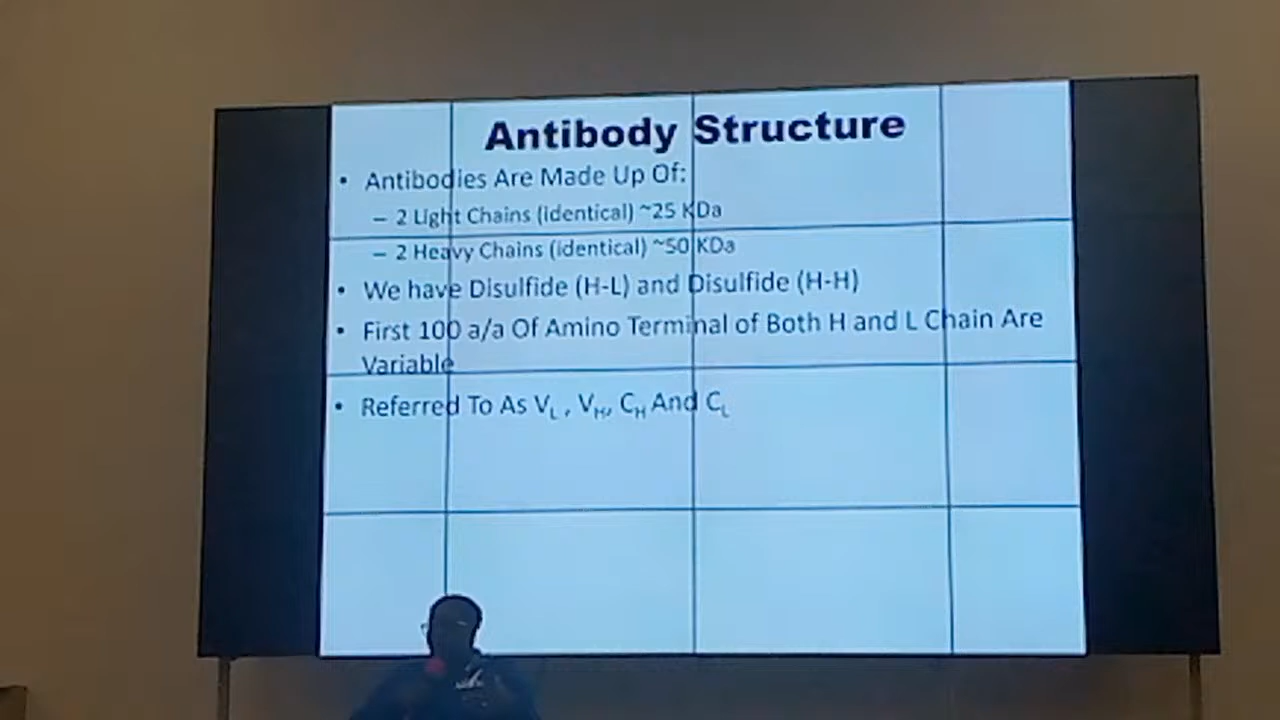 Antibody Structure
• Antibodies Are Made Up Of:
– 2 Light Chains (identical) ~25 KDa
– 2 Heavy Chains (identical) ~50 KDa
• We have Disulfide (H-L) and Disulfide (H-H)
• First 100 a/a Of Amino Terminal of Both H and L Chain Are
Variable
• Referred To As VL , VH, CH And CL